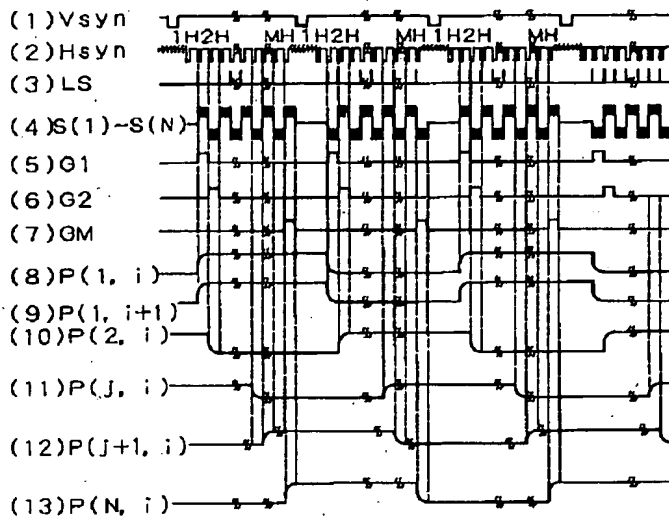 (1)Vsyn
1H2H MH 1H2H MH 1H2H MH
(2)Hsyn
(3)LS
(4)S(1)~S(N)
(5)G1
(6)G2
(7)GM
(8)P(1, i)
(9)P(1, i+1)
(10)P(2, i)
(11)P(j, i)
(12)P(j+1, i)
(13)P(N, i)